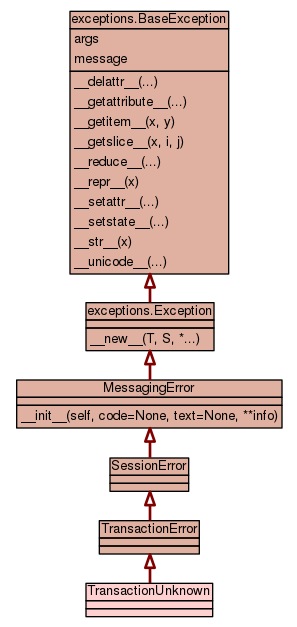 exceptions.BaseException
args
message
__delattr__(...)
__getattribute__(...)
__getitem__(x, y)
__getslice__(x, i, j)
__reduce__(...)
__repr__(x)
__setattr__(...)
__setstate__(...)
__str__(x)
__unicode__(...)
exceptions.Exception
__new__(T, S, *...)
MessagingError
__init__(self, code=None, text=None, **info)
SessionError
TransactionError
TransactionUnknown